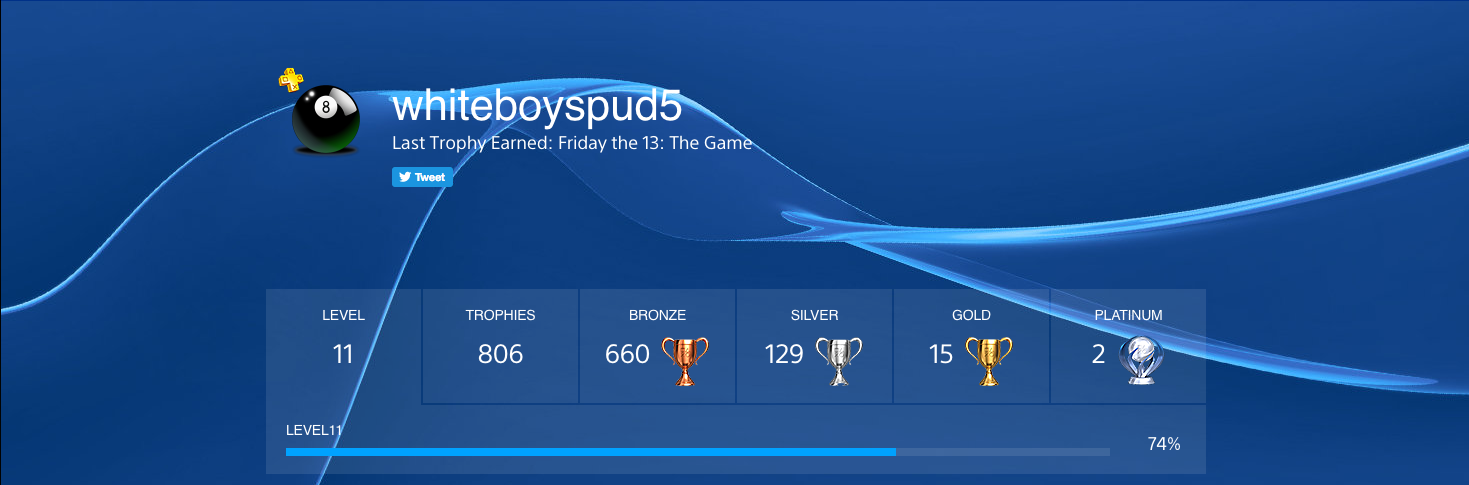 8
whiteboyspud5
Last Trophy Earned: Friday the 13: The Game
Tweet
LEVEL TROPHIES BRONZE SILVER GOLD PLATINUM
11 806 660 129 15 2
LEVEL11
74%